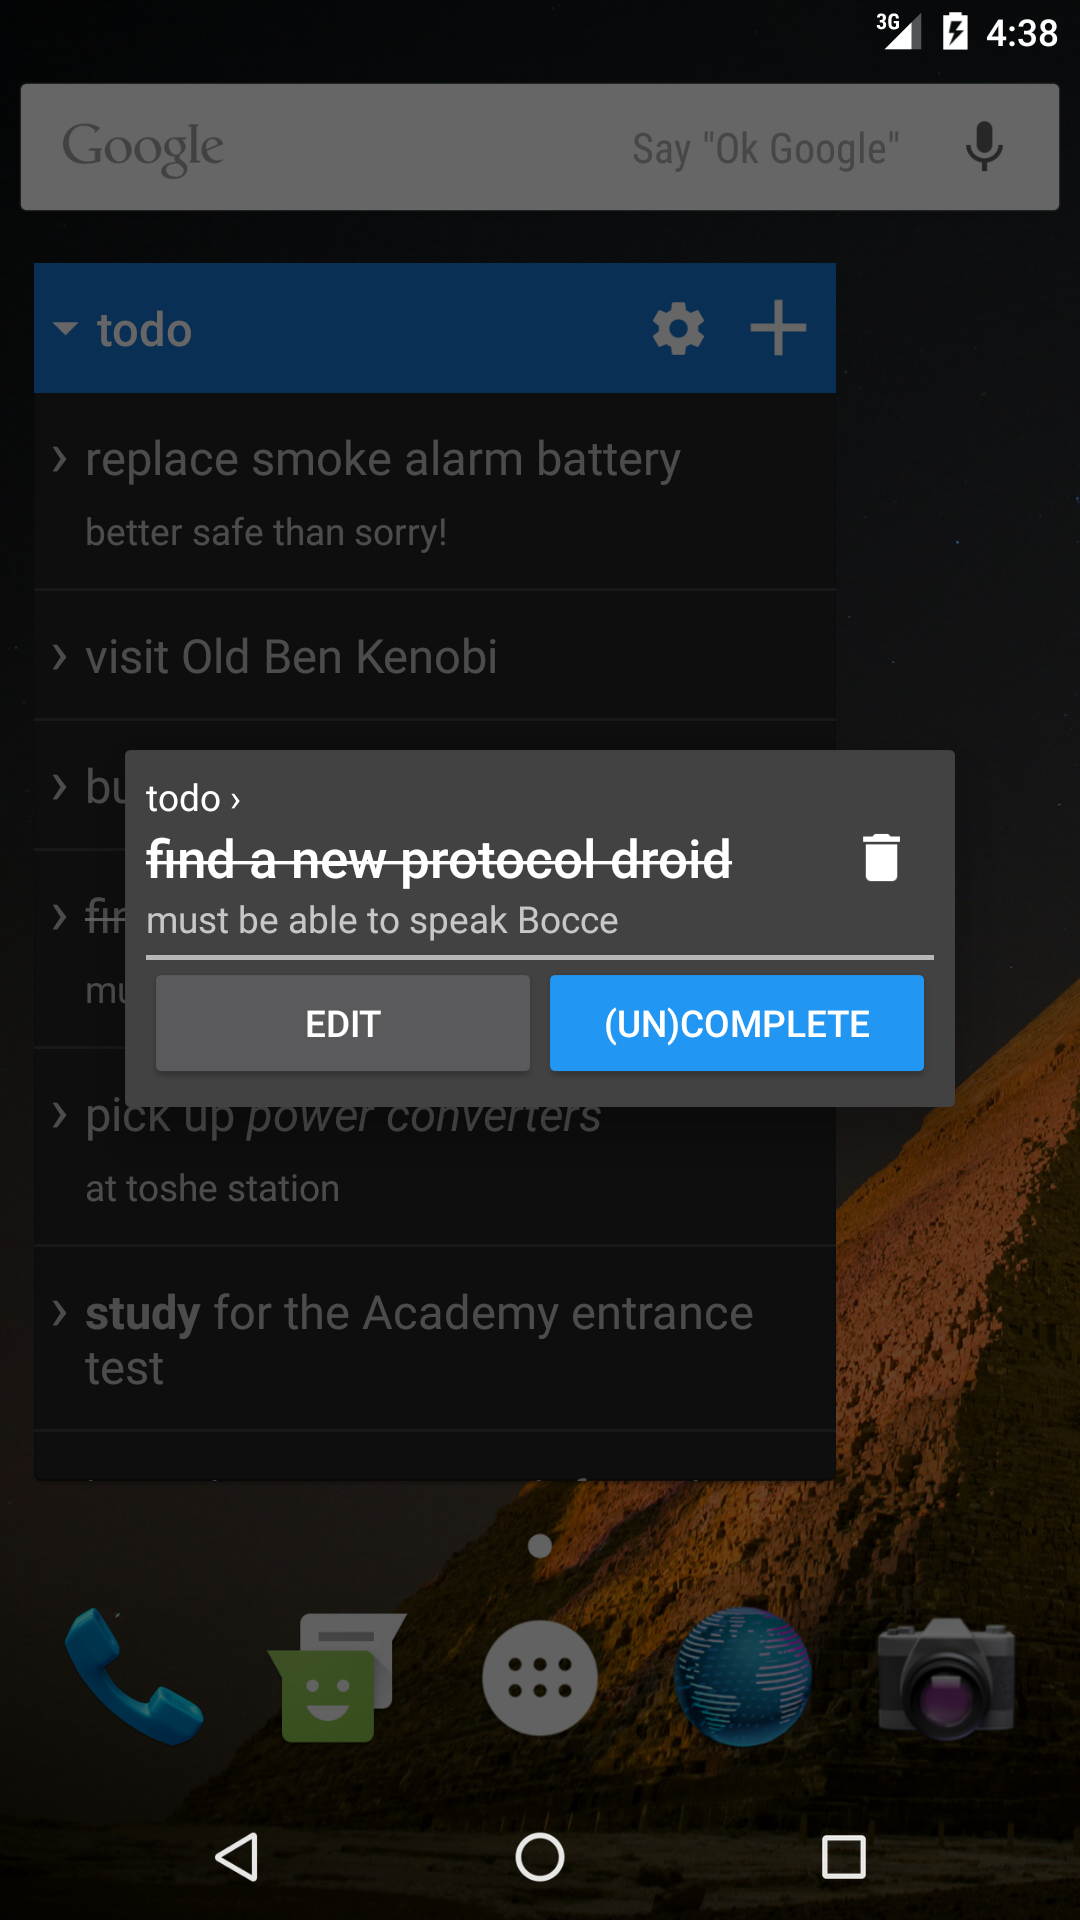 3G 4:38
Google Say "Ok Google"
todo
› replace smoke alarm battery
better safe than sorry!
› visit Old Ben Kenobi
› bu
todo ›
find a new protocol droid
must be able to speak Bocce
EDIT (UN)COMPLETE
› fin
mu
› pick up power converters
at toshe station
› study for the Academy entrance
test